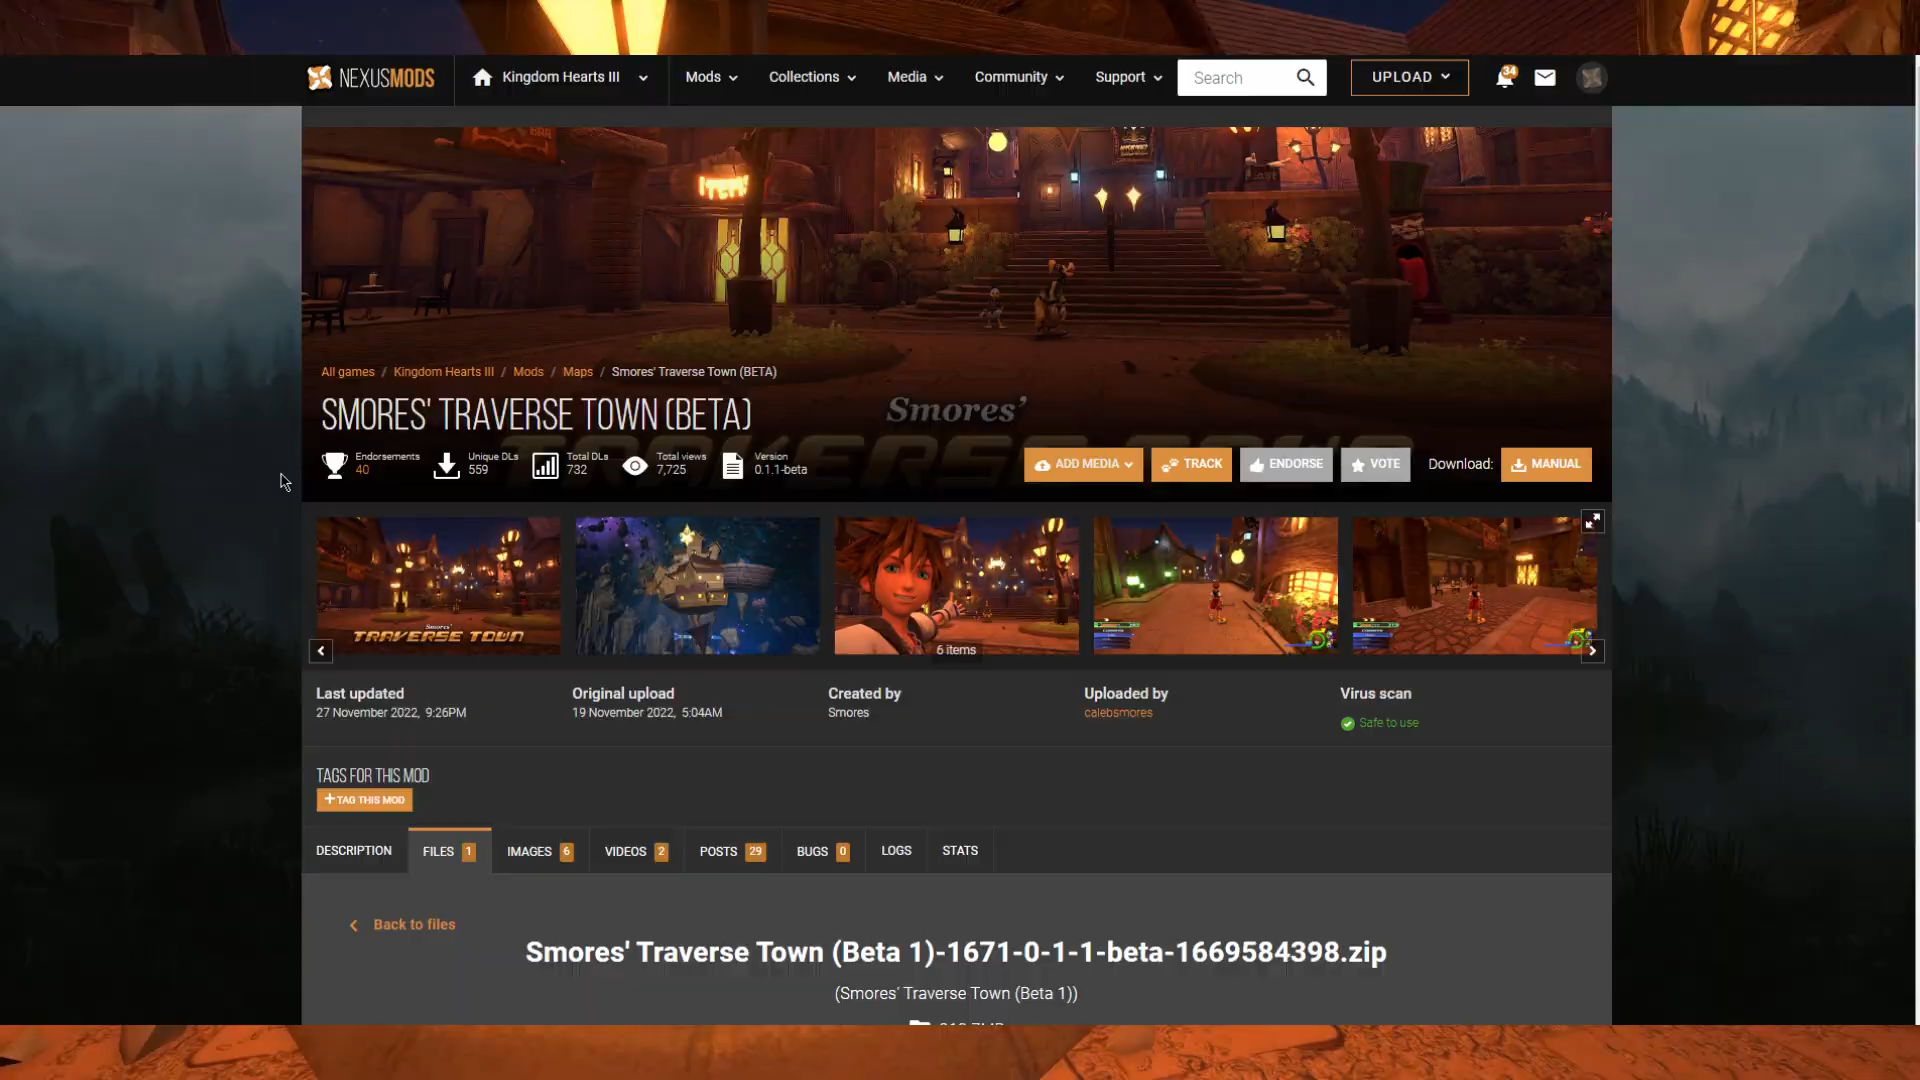 NEXUSMODS
Kingdom Hearts III
Mods
Collections
Media
Community
Support
Search
UPLOAD
34
ITEMS
All games / Kingdom Hearts III / Mods / Maps / Smores' Traverse Town (BETA)
SMORES' TRAVERSE TOWN (BETA)
Smores'
TRAVERSE TOWN
Endorsements
40
Unique DLs
559
Total DLs
732
Total views
7,725
Version
0.1.1-beta
ADD MEDIA
TRACK
ENDORSE
VOTE
Download:
MANUAL
Smores'
TRAVERSE TOWN
6 items
Last updated
27 November 2022, 9:26PM
Original upload
19 November 2022, 5:04AM
Created by
Smores
Uploaded by
calebsmores
Virus scan
Safe to use
TAGS FOR THIS MOD
+ TAG THIS MOD
DESCRIPTION
FILES 1
IMAGES 6
VIDEOS 2
POSTS 29
BUGS 0
LOGS
STATS
Back to files
Smores' Traverse Town (Beta 1)-1671-0-1-1-beta-1669584398.zip
(Smores' Traverse Town (Beta 1))